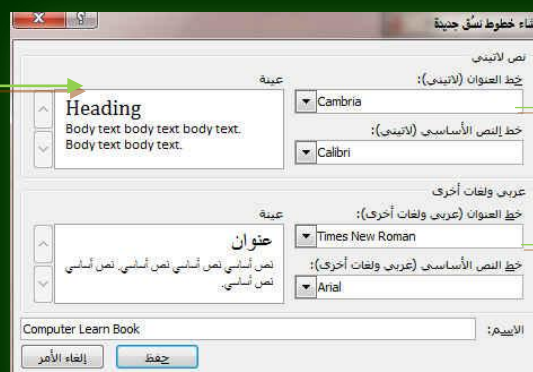 شاء خطوط نسُق جديدة
نص لاتيني
خط العنوان (لاتيني):
Cambria
خط النص الأساسي (لاتيني):
Calibri
عينة
Heading
Body text body text body text.
Body text body text.
عربي ولغات أخرى
خط العنوان (عربي ولغات أخرى):
Times New Roman
خط النص الأساسي (عربي ولغات أخرى):
Arial
عينة
عنوان
نص أساسي نص أساسي نص أساسي. نص أساسي
نص أساسي.
الاسم:
Computer Learn Book
حفظ
إلغاء الأمر